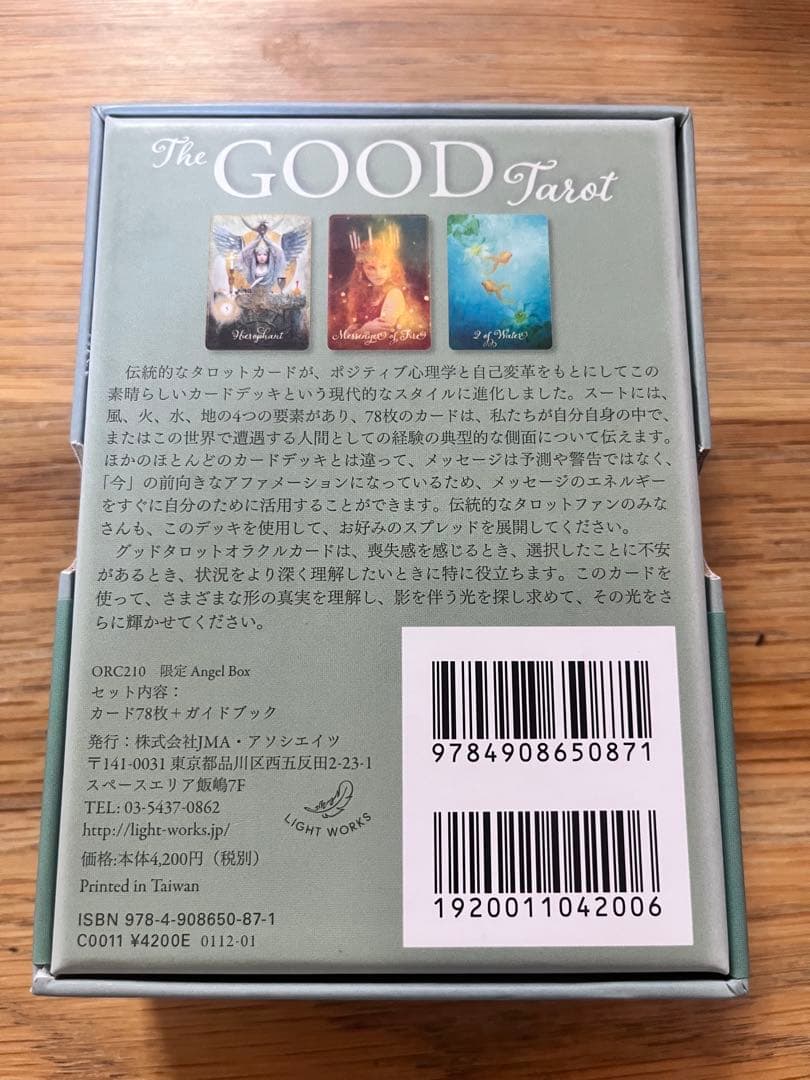 The GOOD Tarot
Hierophant
Messenger of Fire
2 of Water
伝統的なタロットカードが、ポジティブ心理学と自己変革をもとにしてこの
素晴らしいカードデッキという現代的なスタイルに進化しました。スートには、
風、火、水、地の4つの要素があり、78枚のカードは、私たちが自分自身の中で、
またはこの世界で遭遇する人間としての経験の典型的な側面について伝えます。
ほかのほとんどのカードデッキとは違って、メッセージは予測や警告ではなく、
「今」の前向きなアファメーションになっているため、メッセージのエネルギー
をすぐに自分のために活用することができます。伝統的なタロットファンのみな
さんも、このデッキを使用して、お好みのスプレッドを展開してください。
グッドタロットオラクルカードは、喪失感を感じるとき、選択したことに不安
があるとき、状況をより深く理解したいときに特に役立ちます。このカードを
使って、さまざまな形の真実を理解し、影を伴う光を探し求めて、その光をさ
らに輝かせてください。
ORC210 限定 Angel Box
セット内容：
カード78枚＋ガイドブック
発行：株式会社JMA・アソシエイツ
〒141-0031 東京都品川区西五反田2-23-1
スペースエリア飯嶋7F
TEL: 03-5437-0862
http://light-works.jp/
LIGHT WORKS
価格:本体4,200円（税別）
Printed in Taiwan
ISBN 978-4-908650-87-1
C0011 ¥4200E 0112-01
9784908650871
1920011042006